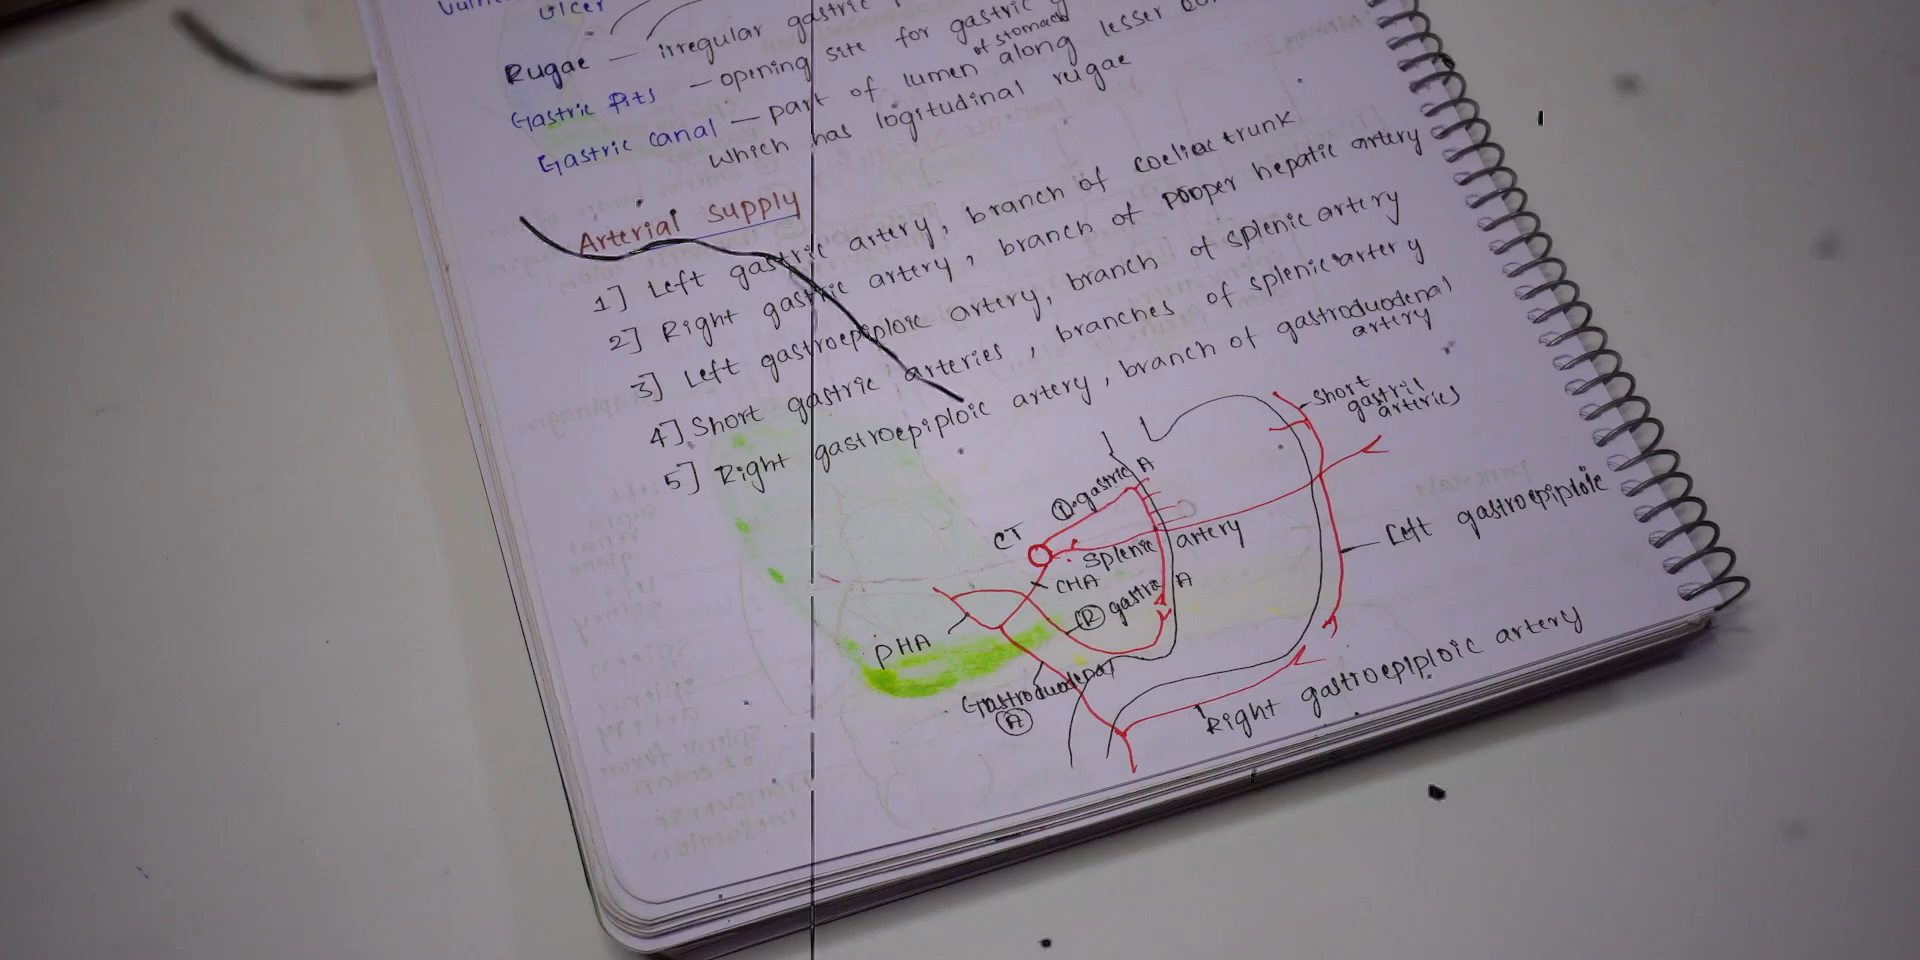 Ulcer
Rugae — irregular gastric
Gastric Pits — opening site for gastric
of stomach
Gastric canal — part of lumen along lesser
which has logitudinal rugae
Arterial supply
1] Left gastric artery, branch of coeliac trunk
2] Right gastric artery, branch of pooper hepatic artery
3] Left gastroepiploic artery, branch of splenic artery
4] Short gastric arteries, branches of splenic artery
5] Right gastroepiploic artery, branch of gastroduodenal
artery
Short
gastril
arteries
L gastric A
CT
Splenic artery
Left gastroepiploic
CHA
R gastric A
PHA
Gastroduodenal
A
Right gastroepiploic artery